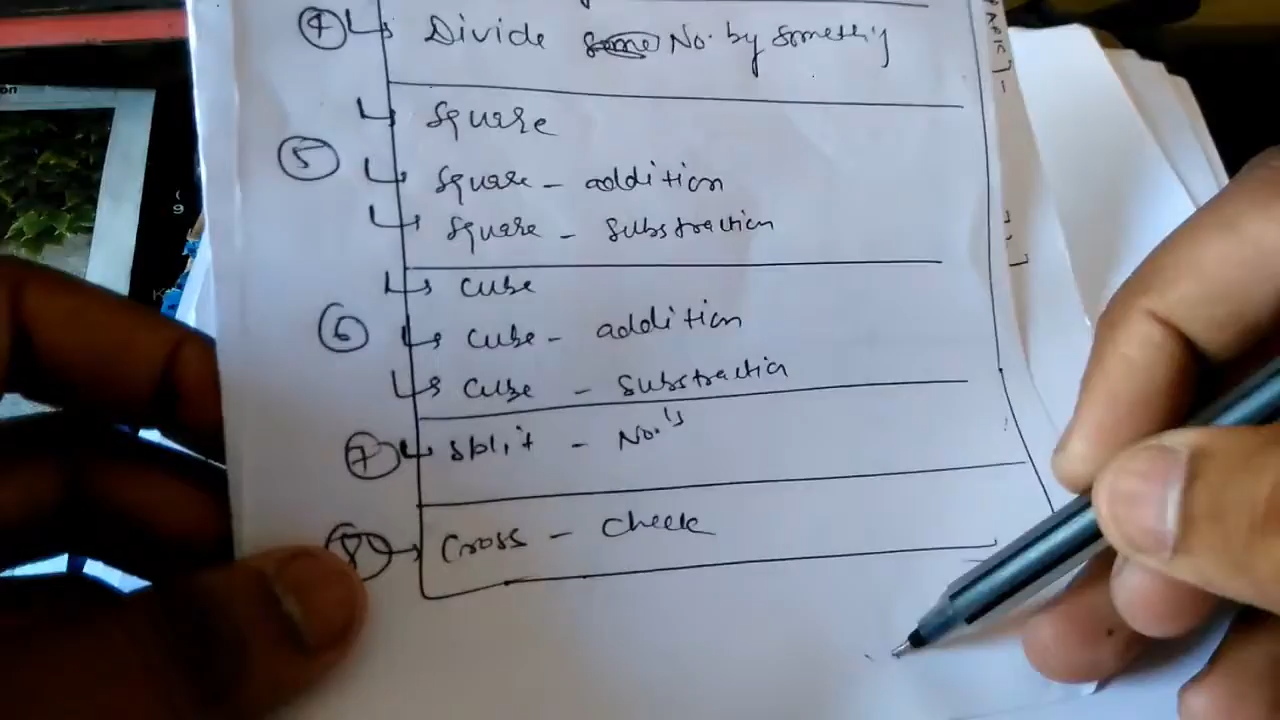 ④ ↳ Divide No. by something
↳ Square
⑤ ↳ Square - addition
↳ Square - Substraction
↳ Cube
⑥ ↳ Cube - addition
↳ Cube - Substraction
⑦ ↳ Split - No.'s
⑧ → Cross - Check